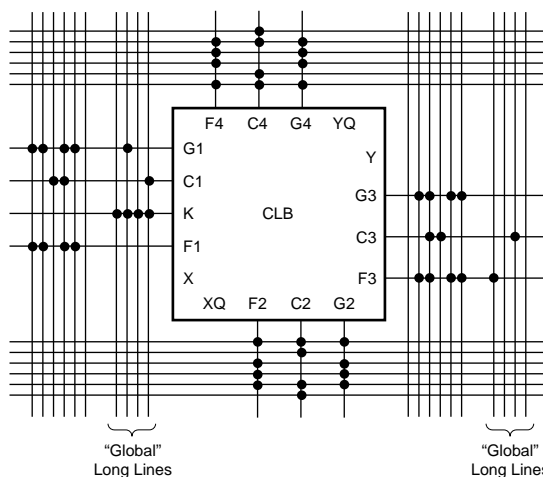 F4 C4 G4 YQ
G1
Y
C1
G3
K
CLB
C3
F1
X
F3
XQ F2 C2 G2
“Global”
Long Lines
“Global”
Long Lines